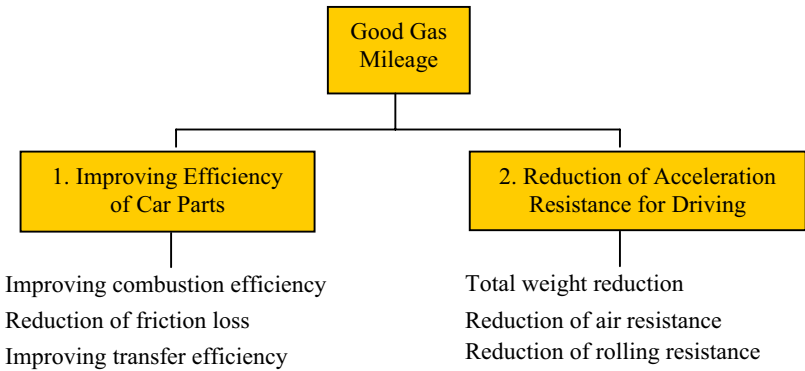 Good Gas
Mileage
1. Improving Efficiency
of Car Parts
2. Reduction of Acceleration
Resistance for Driving
Improving combustion efficiency
Reduction of friction loss
Improving transfer efficiency
Total weight reduction
Reduction of air resistance
Reduction of rolling resistance